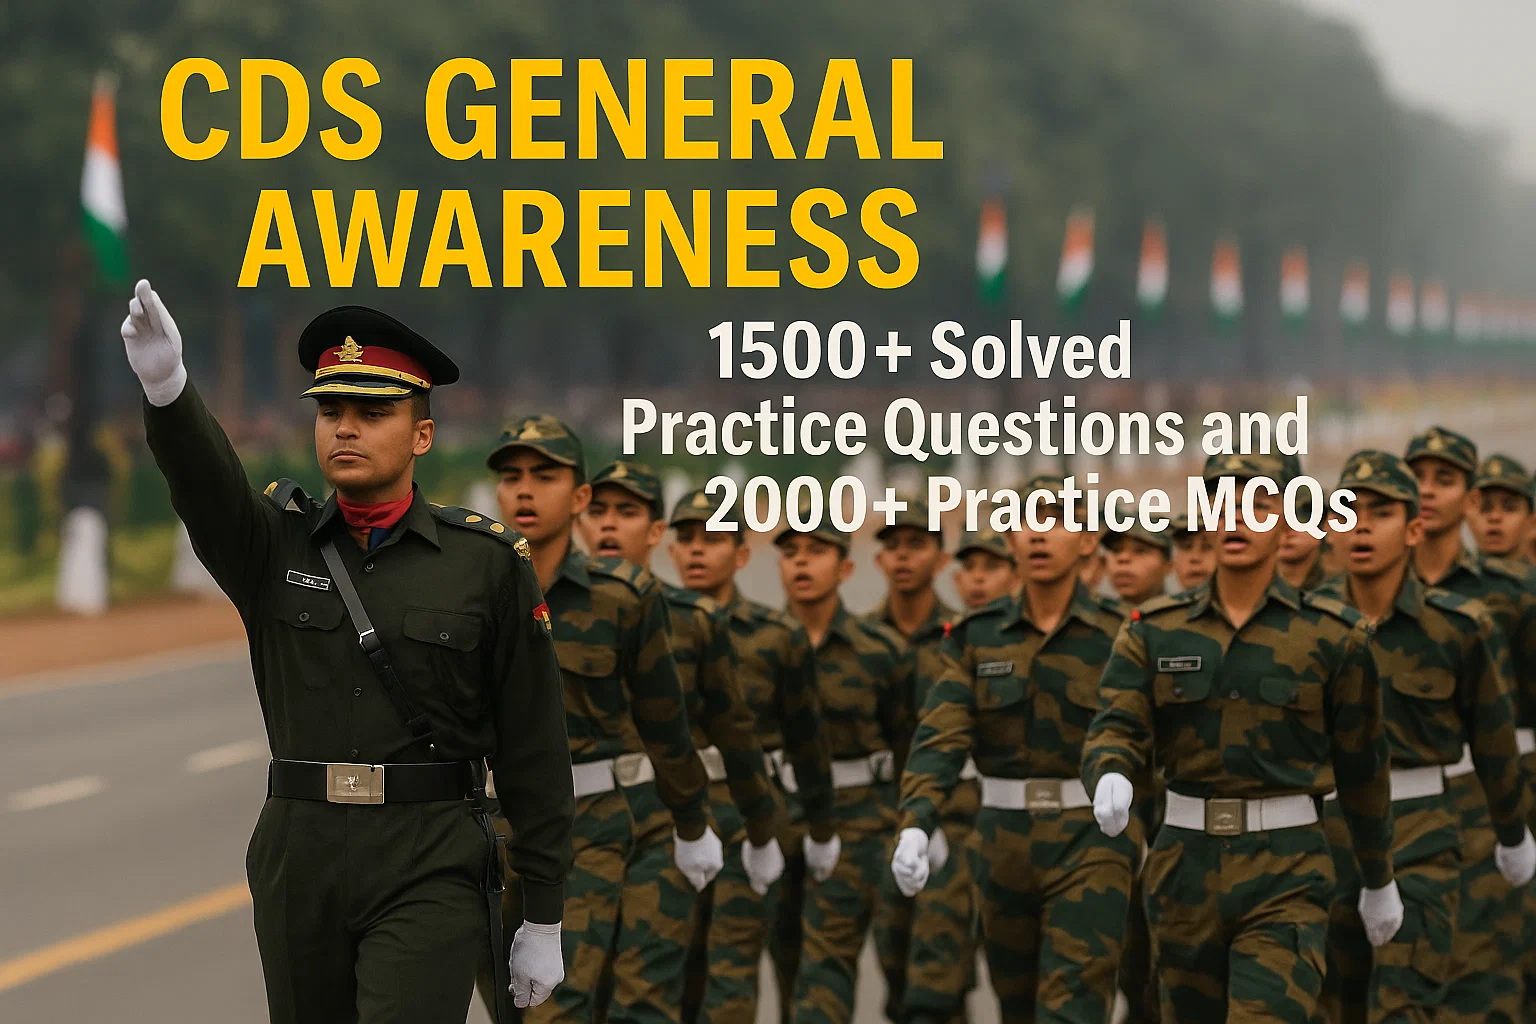 CDS GENERAL
AWARENESS
1500+ Solved
Practice Questions and
2000+ Practice MCQs